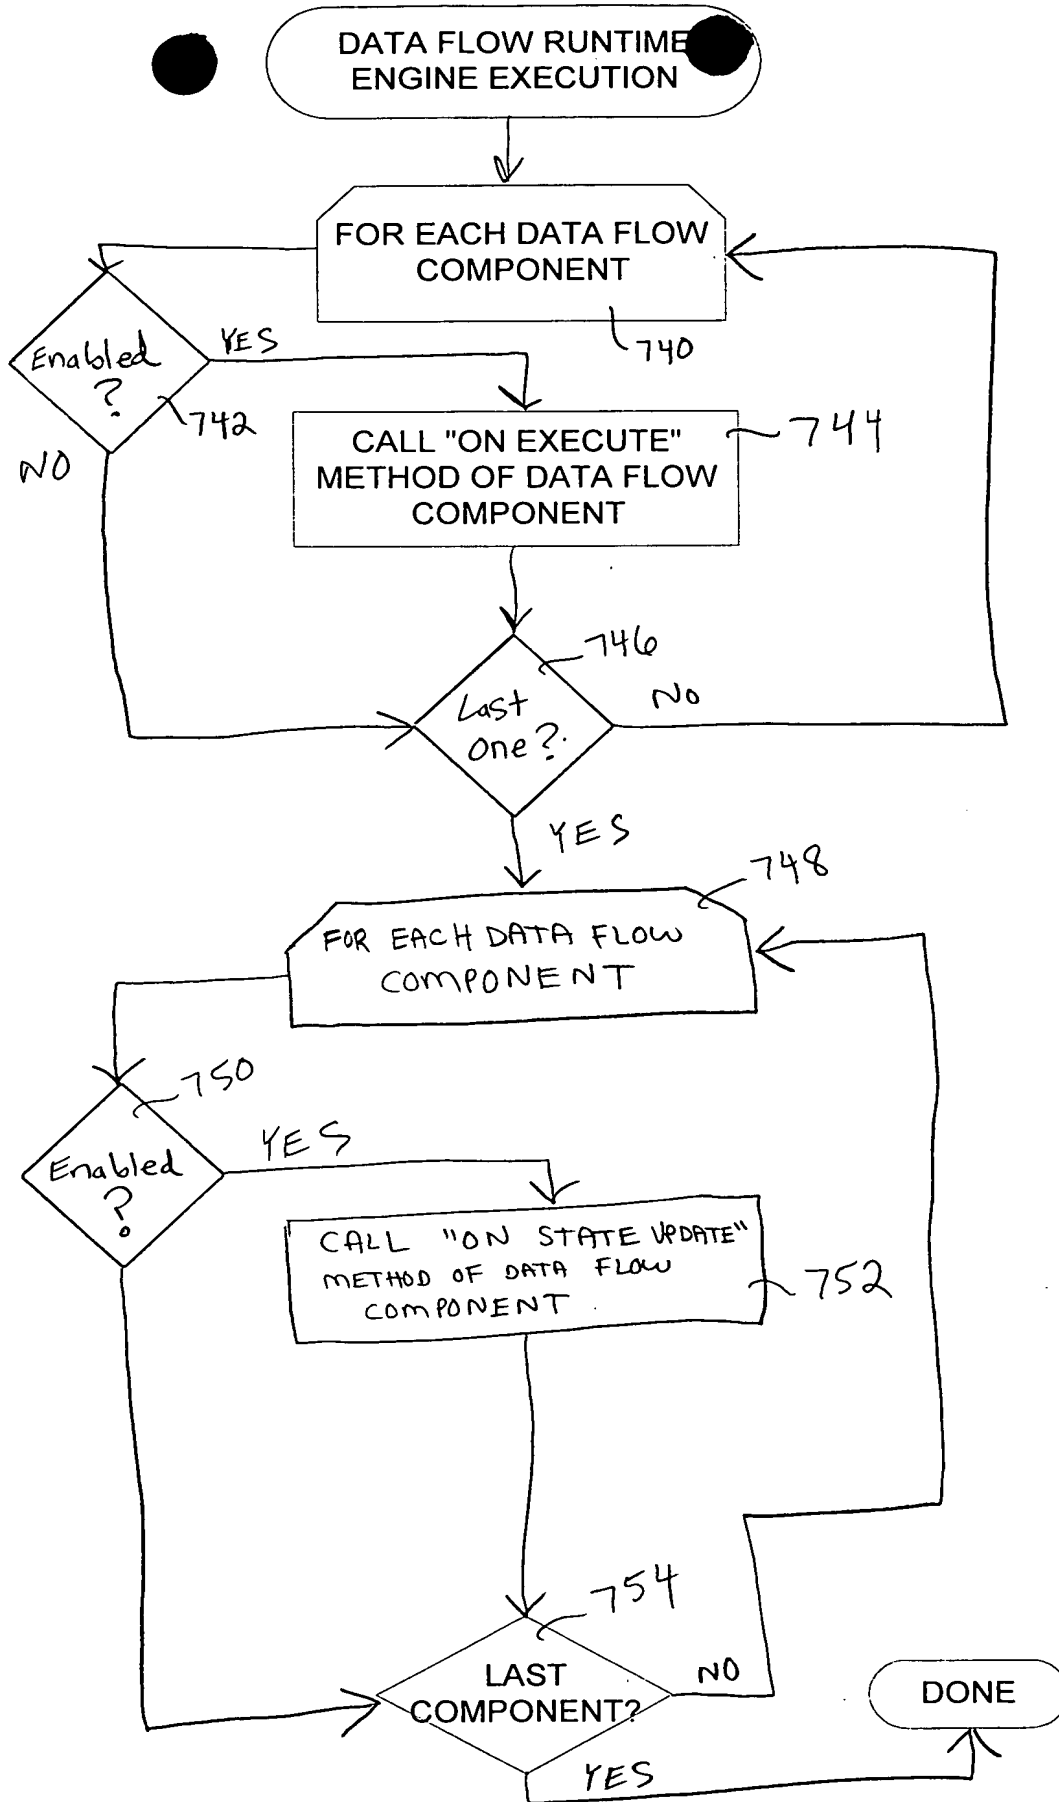 DATA FLOW RUNTIME
ENGINE EXECUTION
FOR EACH DATA FLOW
COMPONENT
740
Enabled
?
742
YES
NO
CALL "ON EXECUTE"
METHOD OF DATA FLOW
COMPONENT
744
746
Last
one?
NO
YES
748
FOR EACH DATA FLOW
COMPONENT
750
Enabled
?
YES
CALL "ON STATE UPDATE"
METHOD OF DATA FLOW
COMPONENT
752
754
LAST
COMPONENT?
NO
DONE
YES